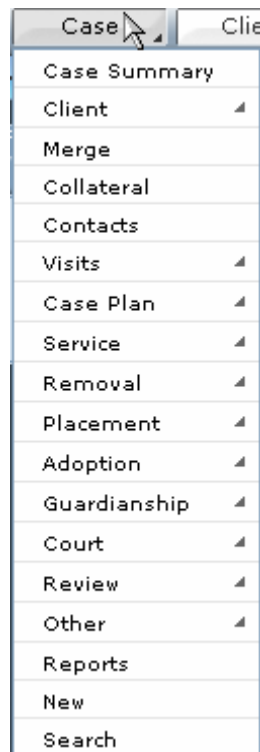 Case Clie
Case Summary
Client
Merge
Collateral
Contacts
Visits
Case Plan
Service
Removal
Placement
Adoption
Guardianship
Court
Review
Other
Reports
New
Search